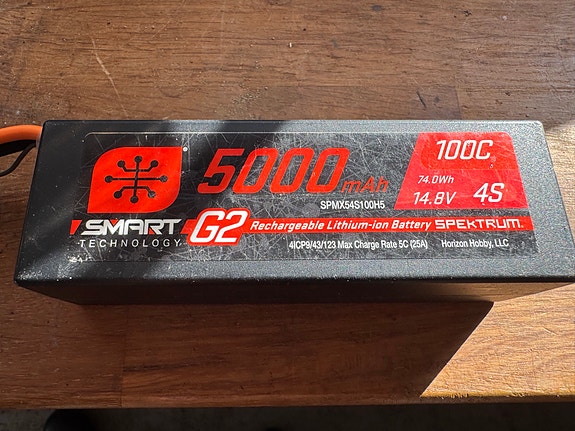 5000mAh
100C
SPMX54S100H5
74.0Wh
14.8V 4S
SMART
TECHNOLOGY
G2 Rechargeable Lithium-ion Battery SPEKTRUM
4ICP9/43/123 Max Charge Rate 5C (25A) Horizon Hobby, LLC